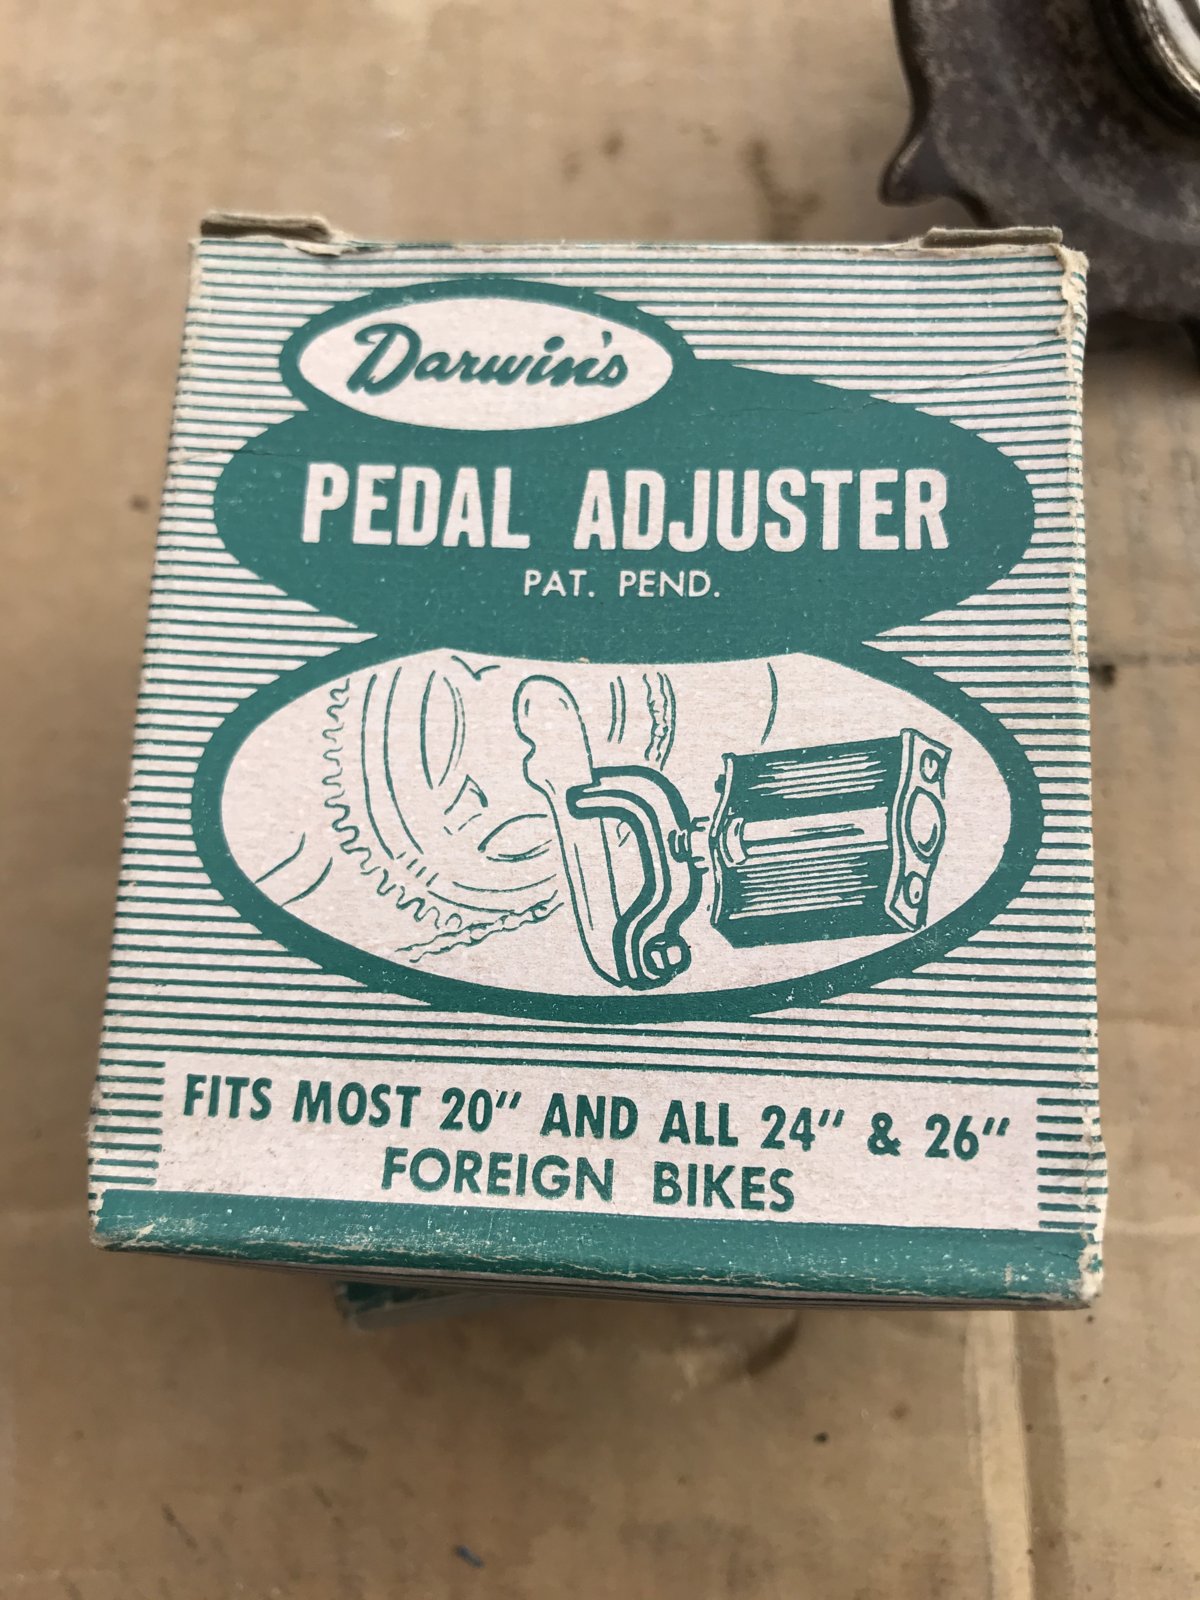 Darwin's
PEDAL ADJUSTER
PAT. PEND.
FITS MOST 20" AND ALL 24" & 26"
FOREIGN BIKES